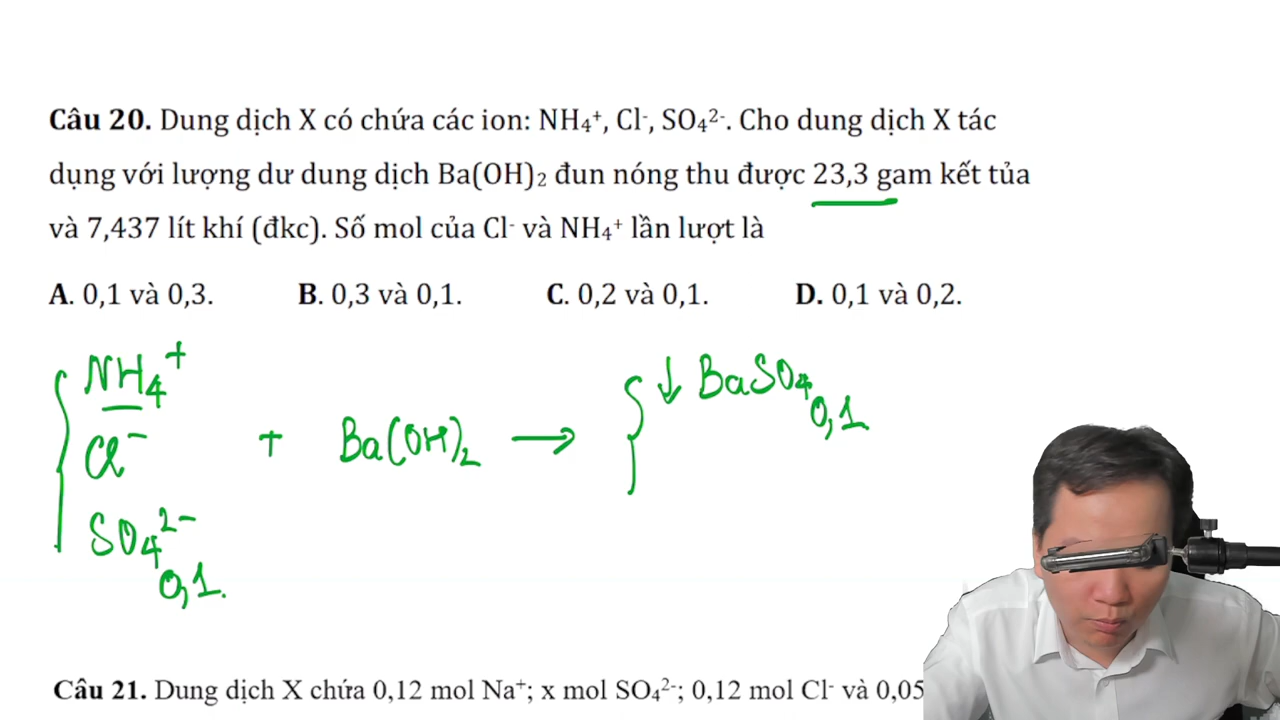 Câu 20. Dung dịch X có chứa các ion: NH₄⁺, Cl⁻, SO₄²⁻. Cho dung dịch X tác
dụng với lượng dư dung dịch Ba(OH)₂ đun nóng thu được 23,3 gam kết tủa
và 7,437 lít khí (đkc). Số mol của Cl⁻ và NH₄⁺ lần lượt là
A. 0,1 và 0,3. B. 0,3 và 0,1. C. 0,2 và 0,1. D. 0,1 và 0,2.
NH₄⁺
Cl⁻
SO₄²⁻
0,1.
+ Ba(OH)₂ →
↓ BaSO₄
0,1
Câu 21. Dung dịch X chứa 0,12 mol Na⁺; x mol SO₄²⁻; 0,12 mol Cl⁻ và 0,05